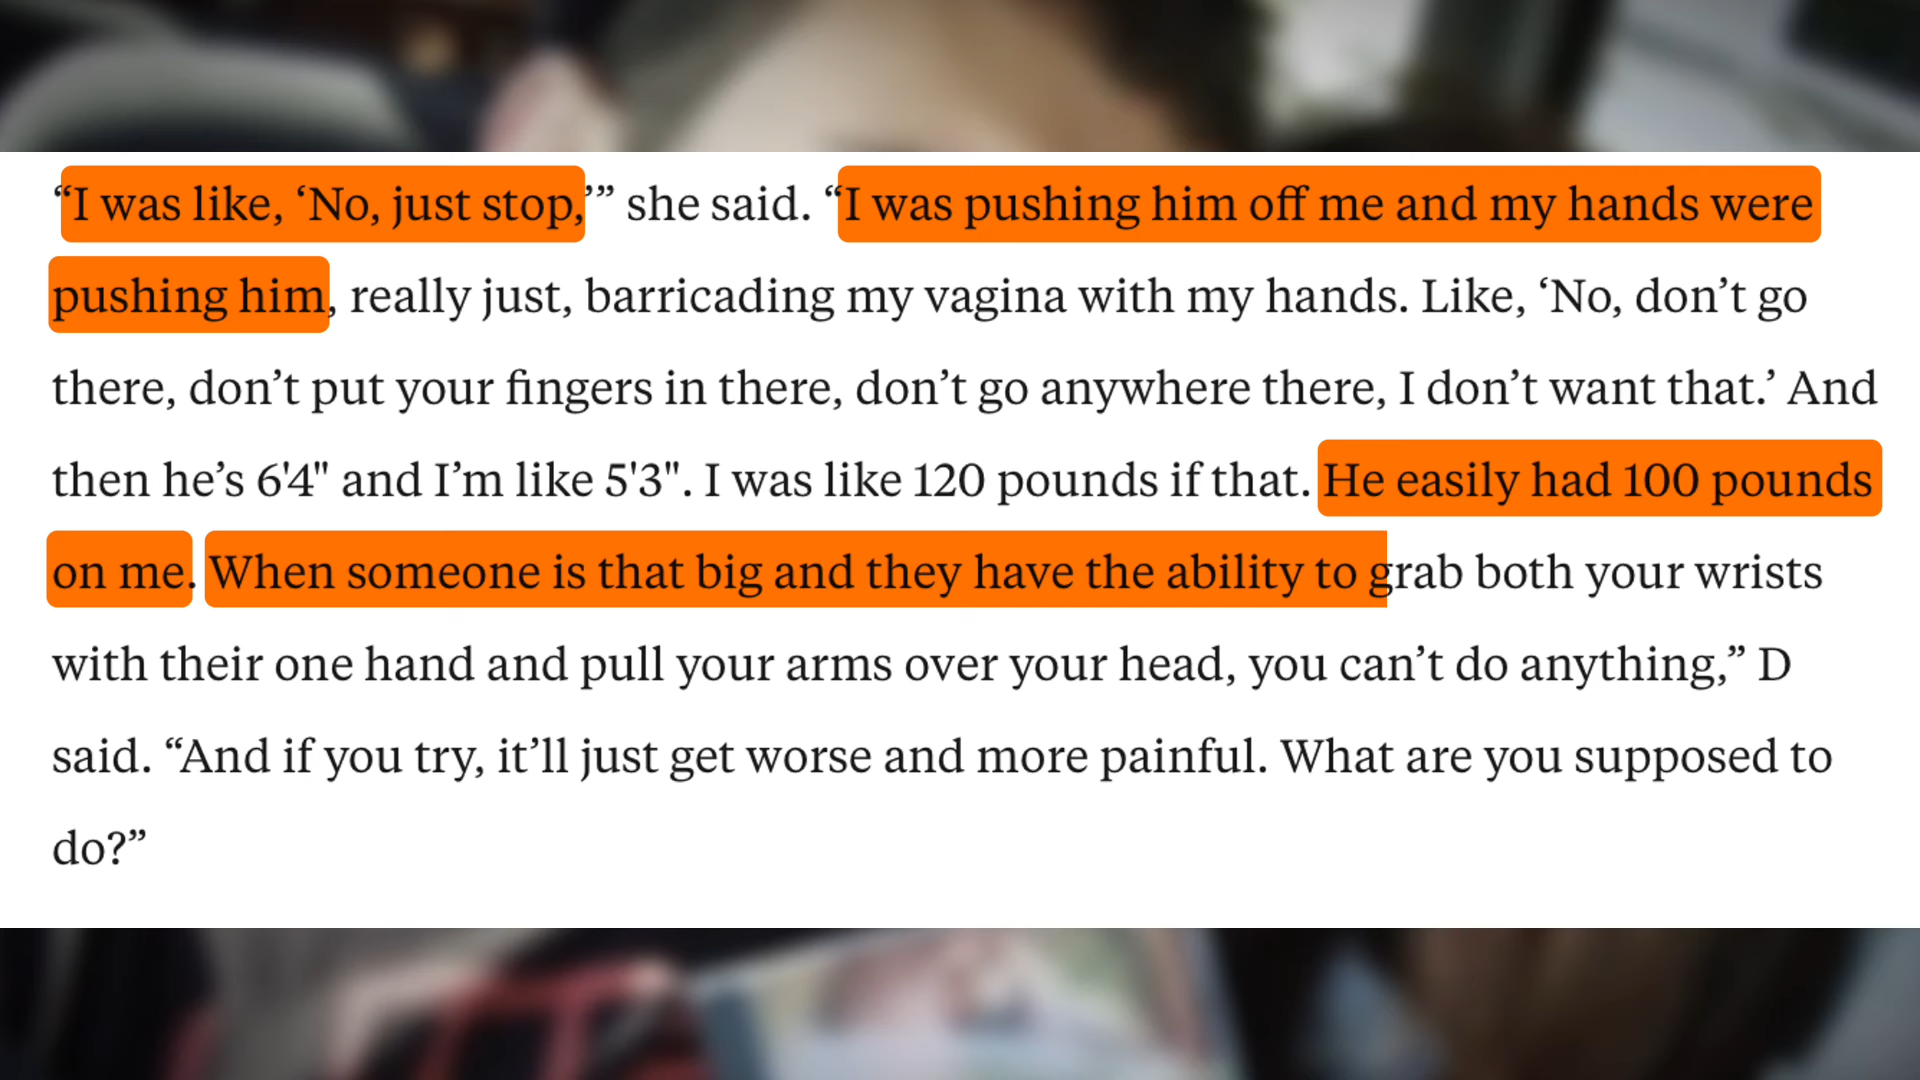 “I was like, ‘No, just stop,’” she said. “I was pushing him off me and my hands were
pushing him, really just, barricading my vagina with my hands. Like, ‘No, don’t go
there, don’t put your fingers in there, don’t go anywhere there, I don’t want that.’ And
then he’s 6'4" and I’m like 5'3". I was like 120 pounds if that. He easily had 100 pounds
on me. When someone is that big and they have the ability to grab both your wrists
with their one hand and pull your arms over your head, you can’t do anything,” D
said. “And if you try, it’ll just get worse and more painful. What are you supposed to
do?”